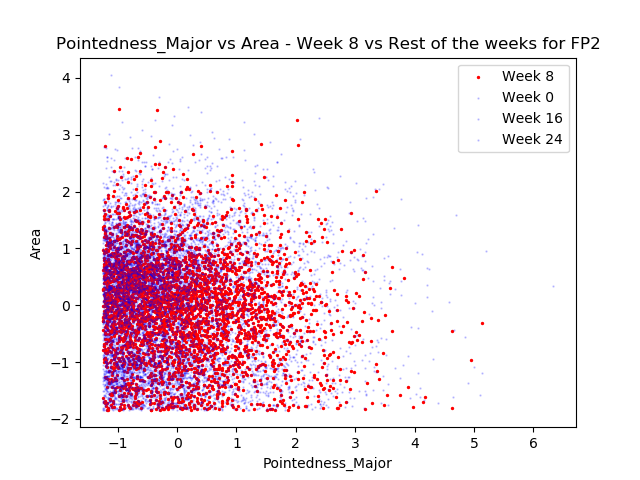 Pointedness_Major vs Area - Week 8 vs Rest of the weeks for FP2
Week 8
Week 0
Week 16
Week 24
4
3
2
1
0
−1
−2
Area
−1 0 1 2 3 4 5 6
Pointedness_Major